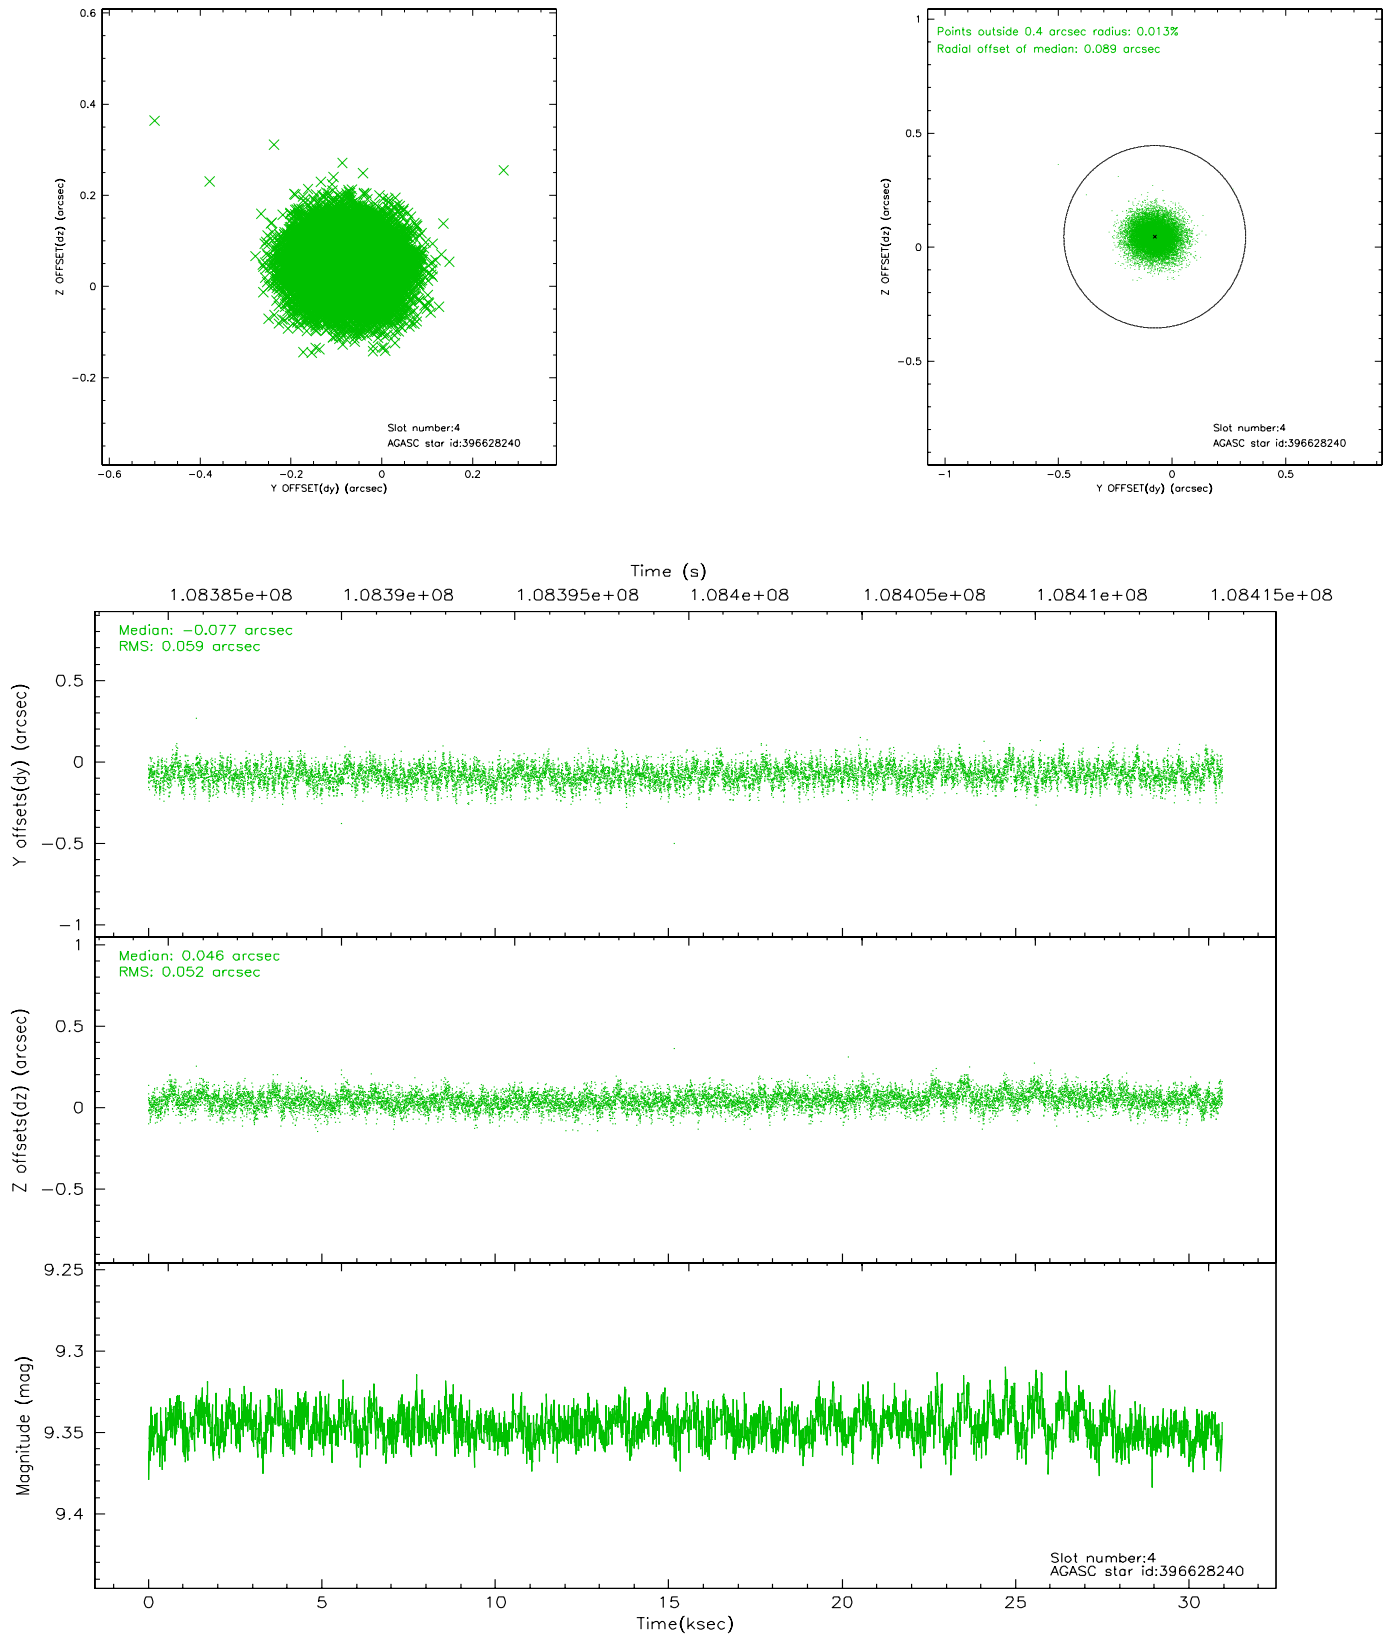 0.6
0.4
0.2
0
−0.2
Z OFFSET(dz) (arcsec)
Slot number:4
AGASC star id:396628240
−0.6 −0.4 −0.2 0 0.2
Y OFFSET(dy) (arcsec)
Points outside 0.4 arcsec radius: 0.013%
Radial offset of median: 0.089 arcsec
1
0.5
0
−0.5
Z OFFSET(dz) (arcsec)
Slot number:4
AGASC star id:396628240
−1 −0.5 0 0.5
Y OFFSET(dy) (arcsec)
Time (s)
1.08385e+08 1.0839e+08 1.08395e+08 1.084e+08 1.08405e+08 1.0841e+08 1.08415e+08
Median: −0.077 arcsec
RMS: 0.059 arcsec
0.5
0
−0.5
−1
Y offsets(dy) (arcsec)
Median: 0.046 arcsec
RMS: 0.052 arcsec
1
0.5
0
−0.5
Z offsets(dz) (arcsec)
9.25
9.3
9.35
9.4
Magnitude (mag)
Slot number:4
AGASC star id:396628240
0 5 10 15 20 25 30
Time(ksec)